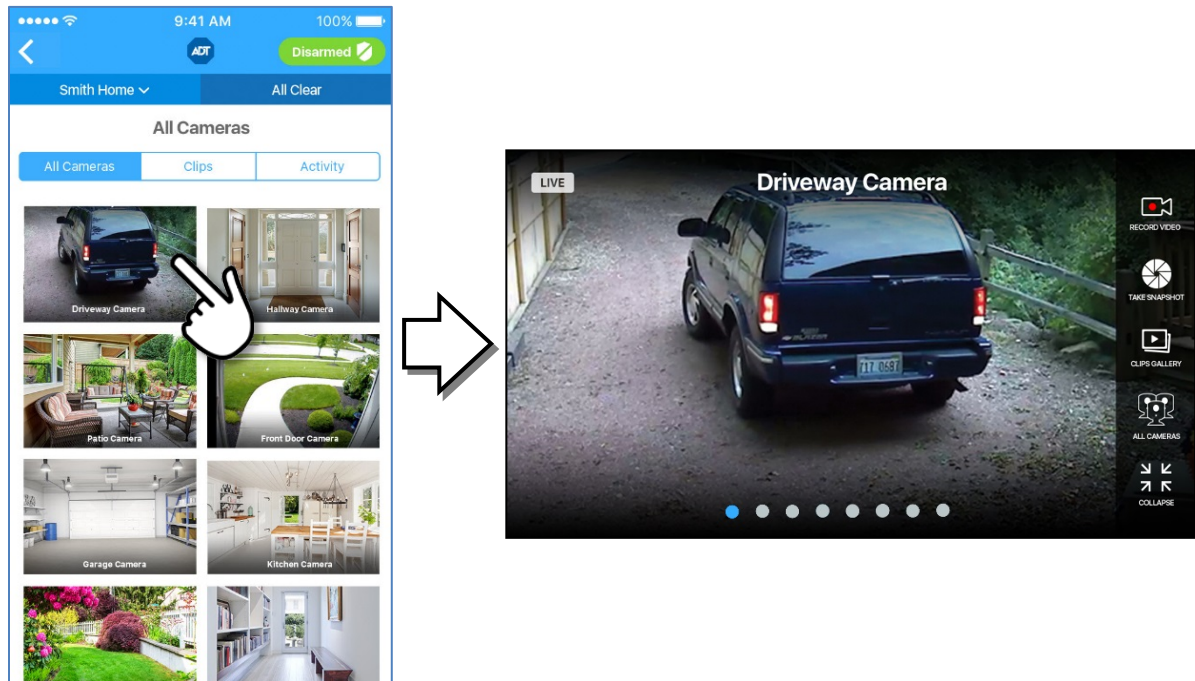 9:41 AM
100%
ADT
Disarmed
Smith Home
All Clear
All Cameras
All Cameras
Clips
Activity
Driveway Camera
Hallway Camera
Patio Camera
Front Door Camera
Garage Camera
Kitchen Camera
LIVE
Driveway Camera
RECORD VIDEO
TAKE SNAPSHOT
CLIPS GALLERY
ALL CAMERAS
COLLAPSE
BLAZER